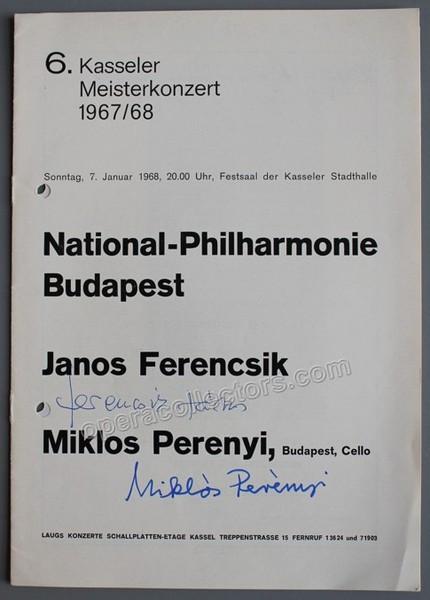 6. Kasseler
Meisterkonzert
1967/68
Sonntag, 7. Januar 1968, 20.00 Uhr, Festsaal der Kasseler Stadthalle
National-Philharmonie
Budapest
Janos Ferencsik
Ferencsik János
operacollectors.com
Miklos Perenyi, Budapest, Cello
Miklòs Perènyi
LAUGS KONZERTE SCHALLPLATTEN-ETAGE KASSEL TREPPENSTRASSE 15 FERNRUF 13624 und 71903